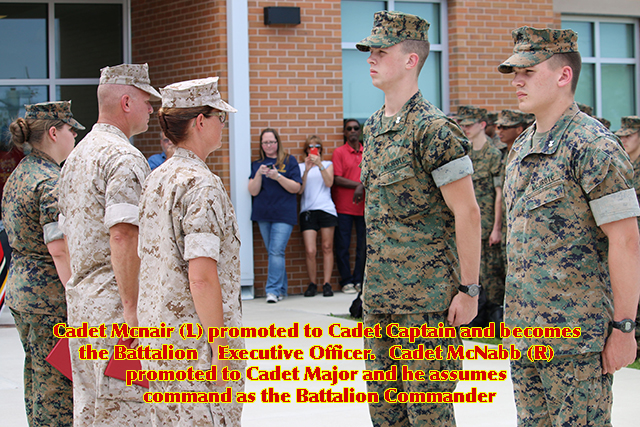 Cadet Mcnair (L) promoted to Cadet Captain and becomes
the Battalion Executive Officer. Cadet McNabb (R)
promoted to Cadet Major and he assumes
command as the Battalion Commander